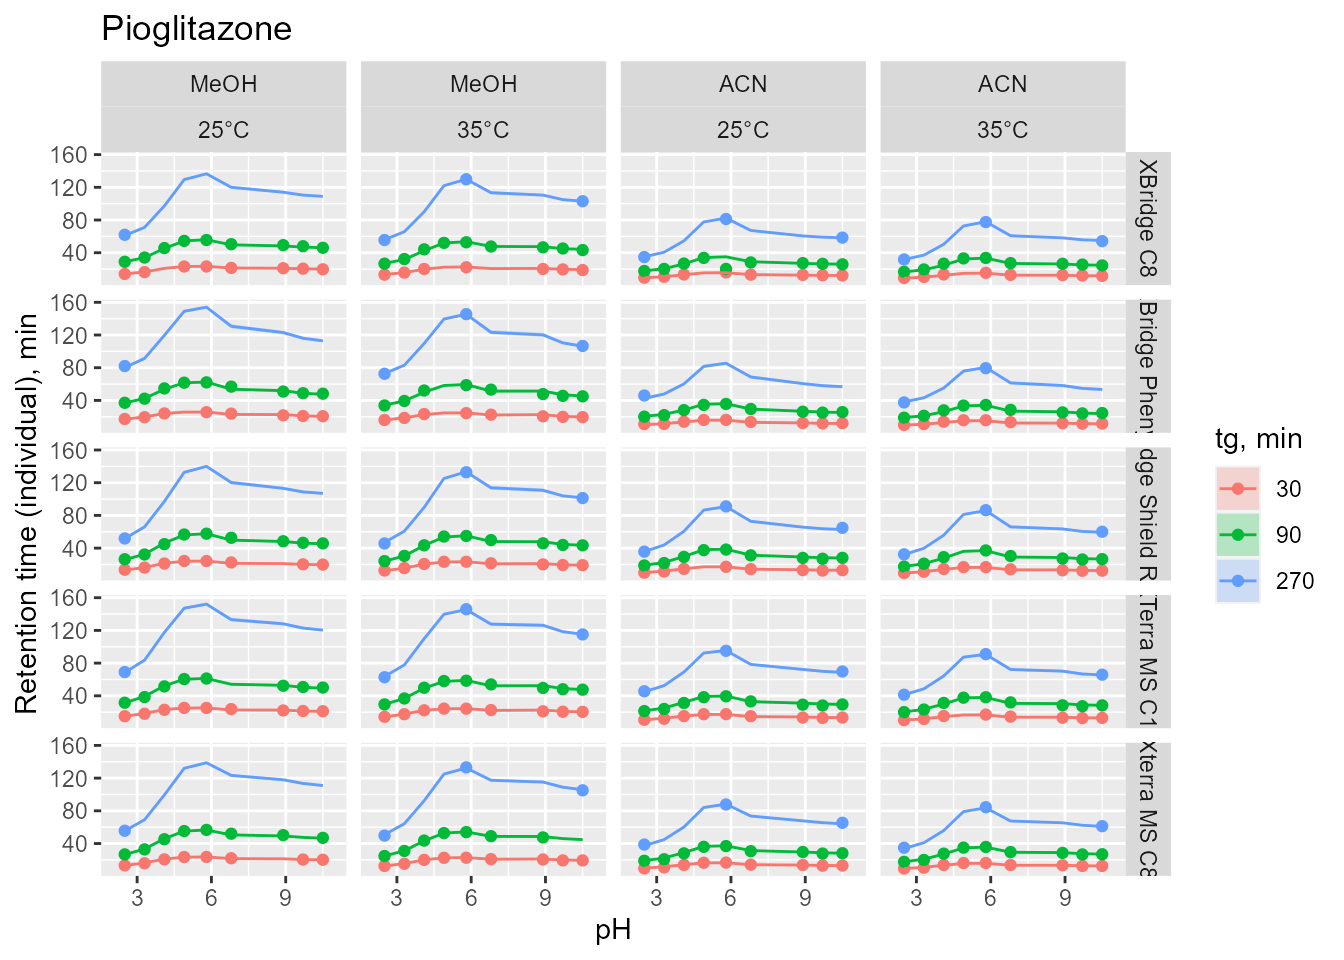 Pioglitazone
MeOH MeOH ACN ACN
25°C 35°C 25°C 35°C
160
120
80
40
XBridge C8
160
120
80
40
Bridge Pheny
160
120
80
40
dge Shield R
160
120
80
40
Terra MS C1
160
120
80
40
Xterra MS C8
3 6 9 3 6 9 3 6 9 3 6 9
pH
Retention time (individual), min
tg, min
30
90
270